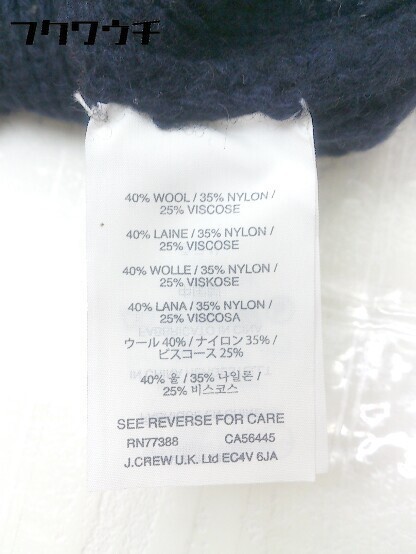 フクワウチ
40% WOOL / 35% NYLON /
25% VISCOSE
40% LAINE / 35% NYLON /
25% VISCOSE
40% WOLLE / 35% NYLON /
25% VISKOSE
40% LANA / 35% NYLON /
25% VISCOSA
ウール 40% / ナイロン 35% /
ビスコース 25%
40% 울 / 35% 나일론 /
25% 비스코스
SEE REVERSE FOR CARE
RN77388 CA56445
J.CREW U.K. Ltd EC4V 6JA